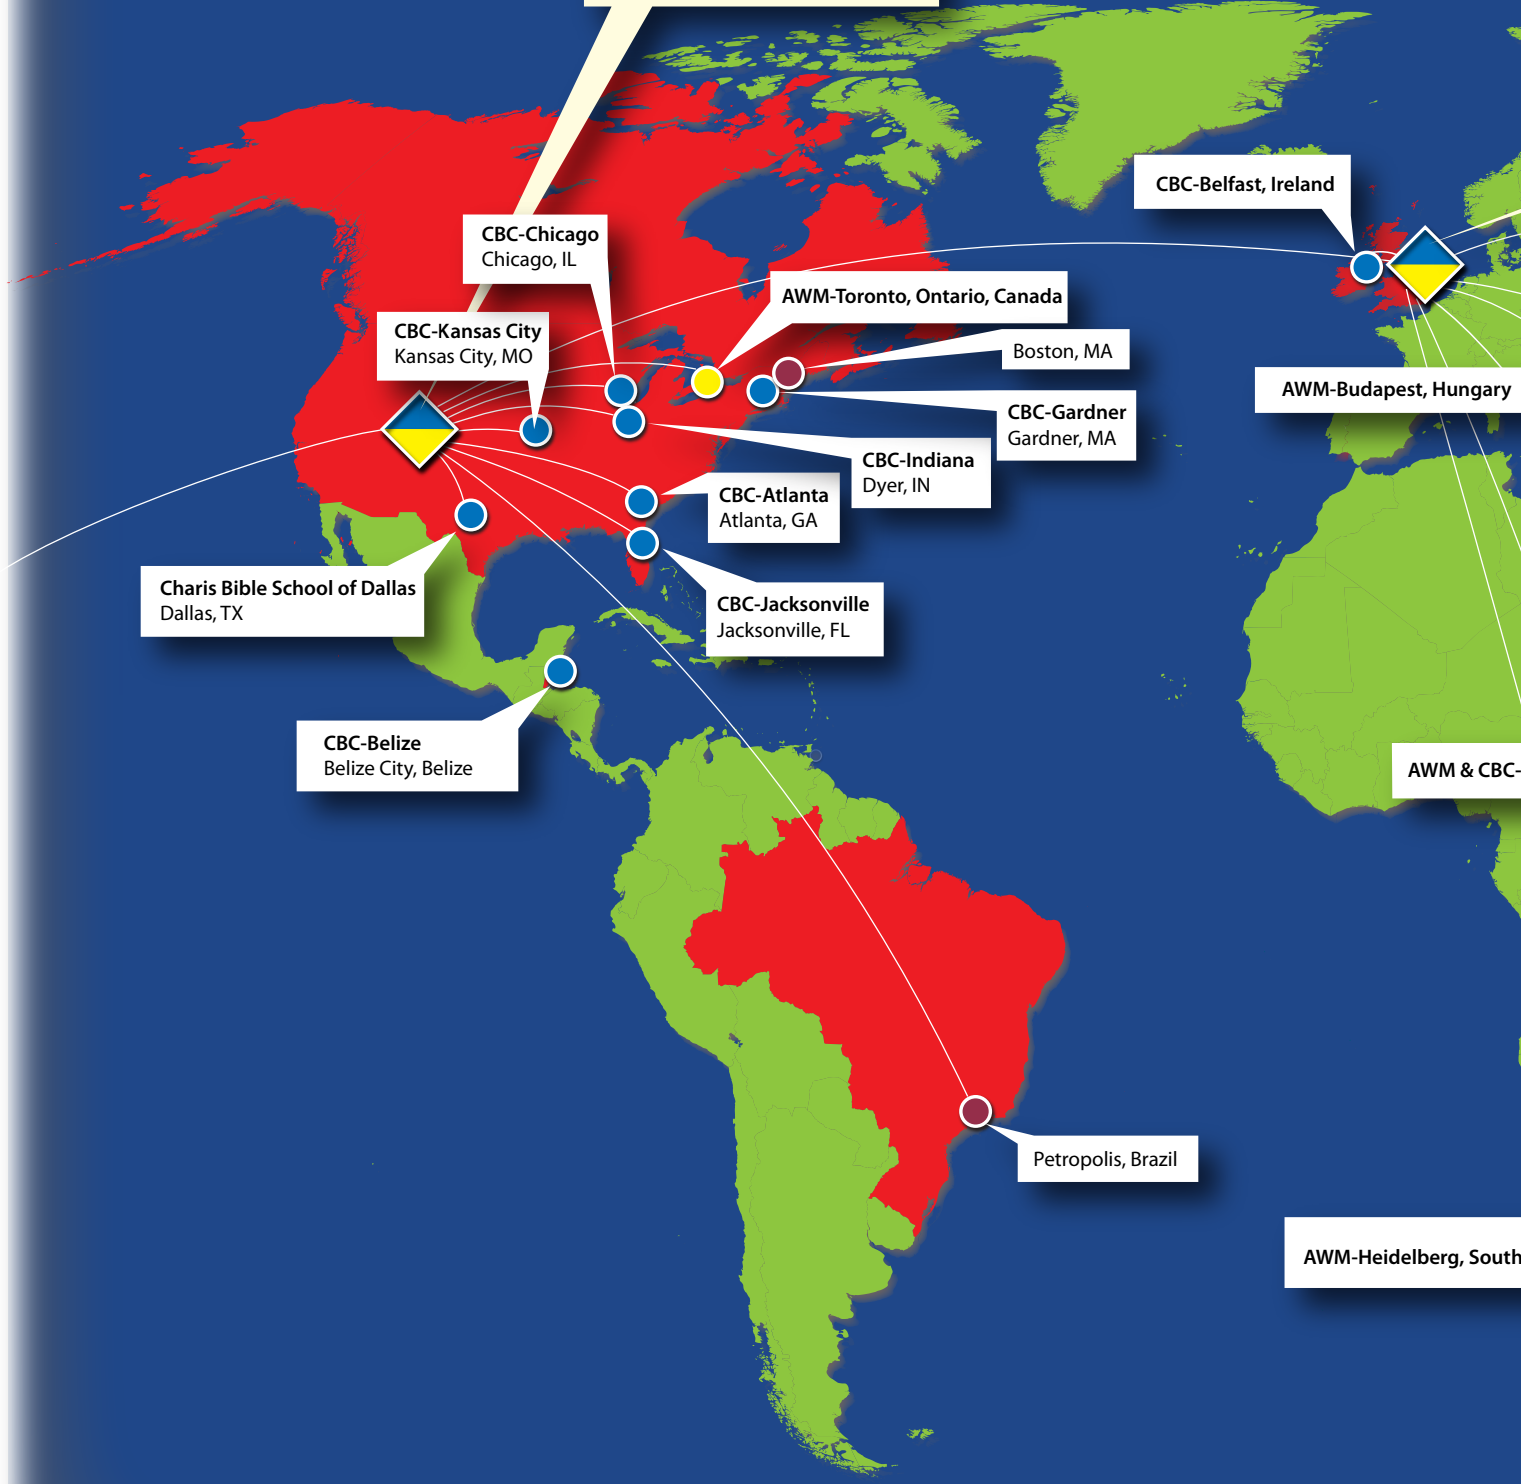 CBC-Belfast, Ireland
CBC-Chicago
Chicago, IL
AWM-Toronto, Ontario, Canada
CBC-Kansas City
Kansas City, MO
Boston, MA
AWM-Budapest, Hungary
CBC-Gardner
Gardner, MA
CBC-Indiana
Dyer, IN
CBC-Atlanta
Atlanta, GA
Charis Bible School of Dallas
Dallas, TX
CBC-Jacksonville
Jacksonville, FL
CBC-Belize
Belize City, Belize
AWM & CBC-
Petropolis, Brazil
AWM-Heidelberg, South